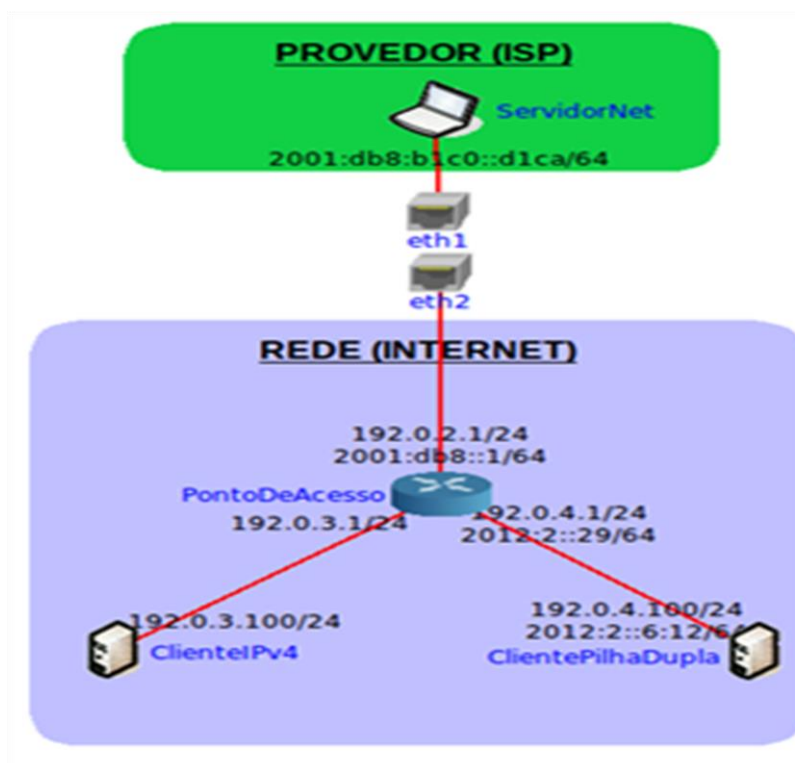 PROVEDOR (ISP)
ServidorNet
2001:db8:b1c0::d1ca/64
eth1
eth2
REDE (INTERNET)
192.0.2.1/24
2001:db8::1/64
PontoDeAcesso
192.0.3.1/24
192.0.4.1/24
2012:2::29/64
192.0.3.100/24
ClienteIPv4
192.0.4.100/24
2012:2::6:12/64
ClientePilhaDupla